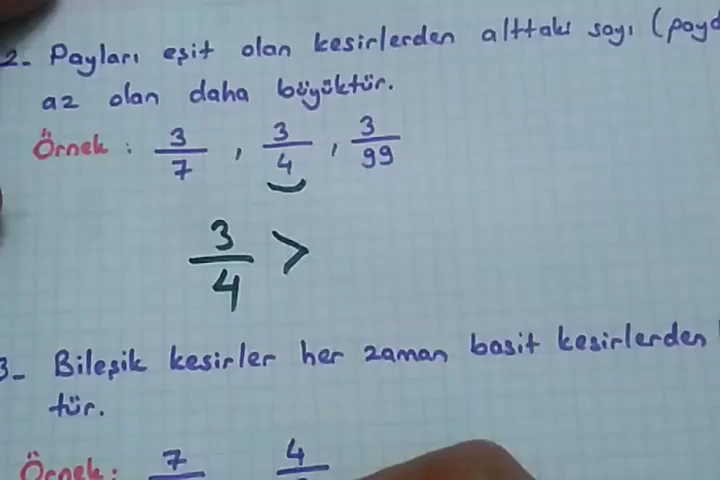 2- Payları eşit olan kesirlerden alttaki sayı (payd
az olan daha büyüktür.
Örnek : 3/7 , 3/4 , 3/99
3/4 >
3- Bileşik kesirler her zaman basit kesirlerden
tür.
Örnek: 7 4